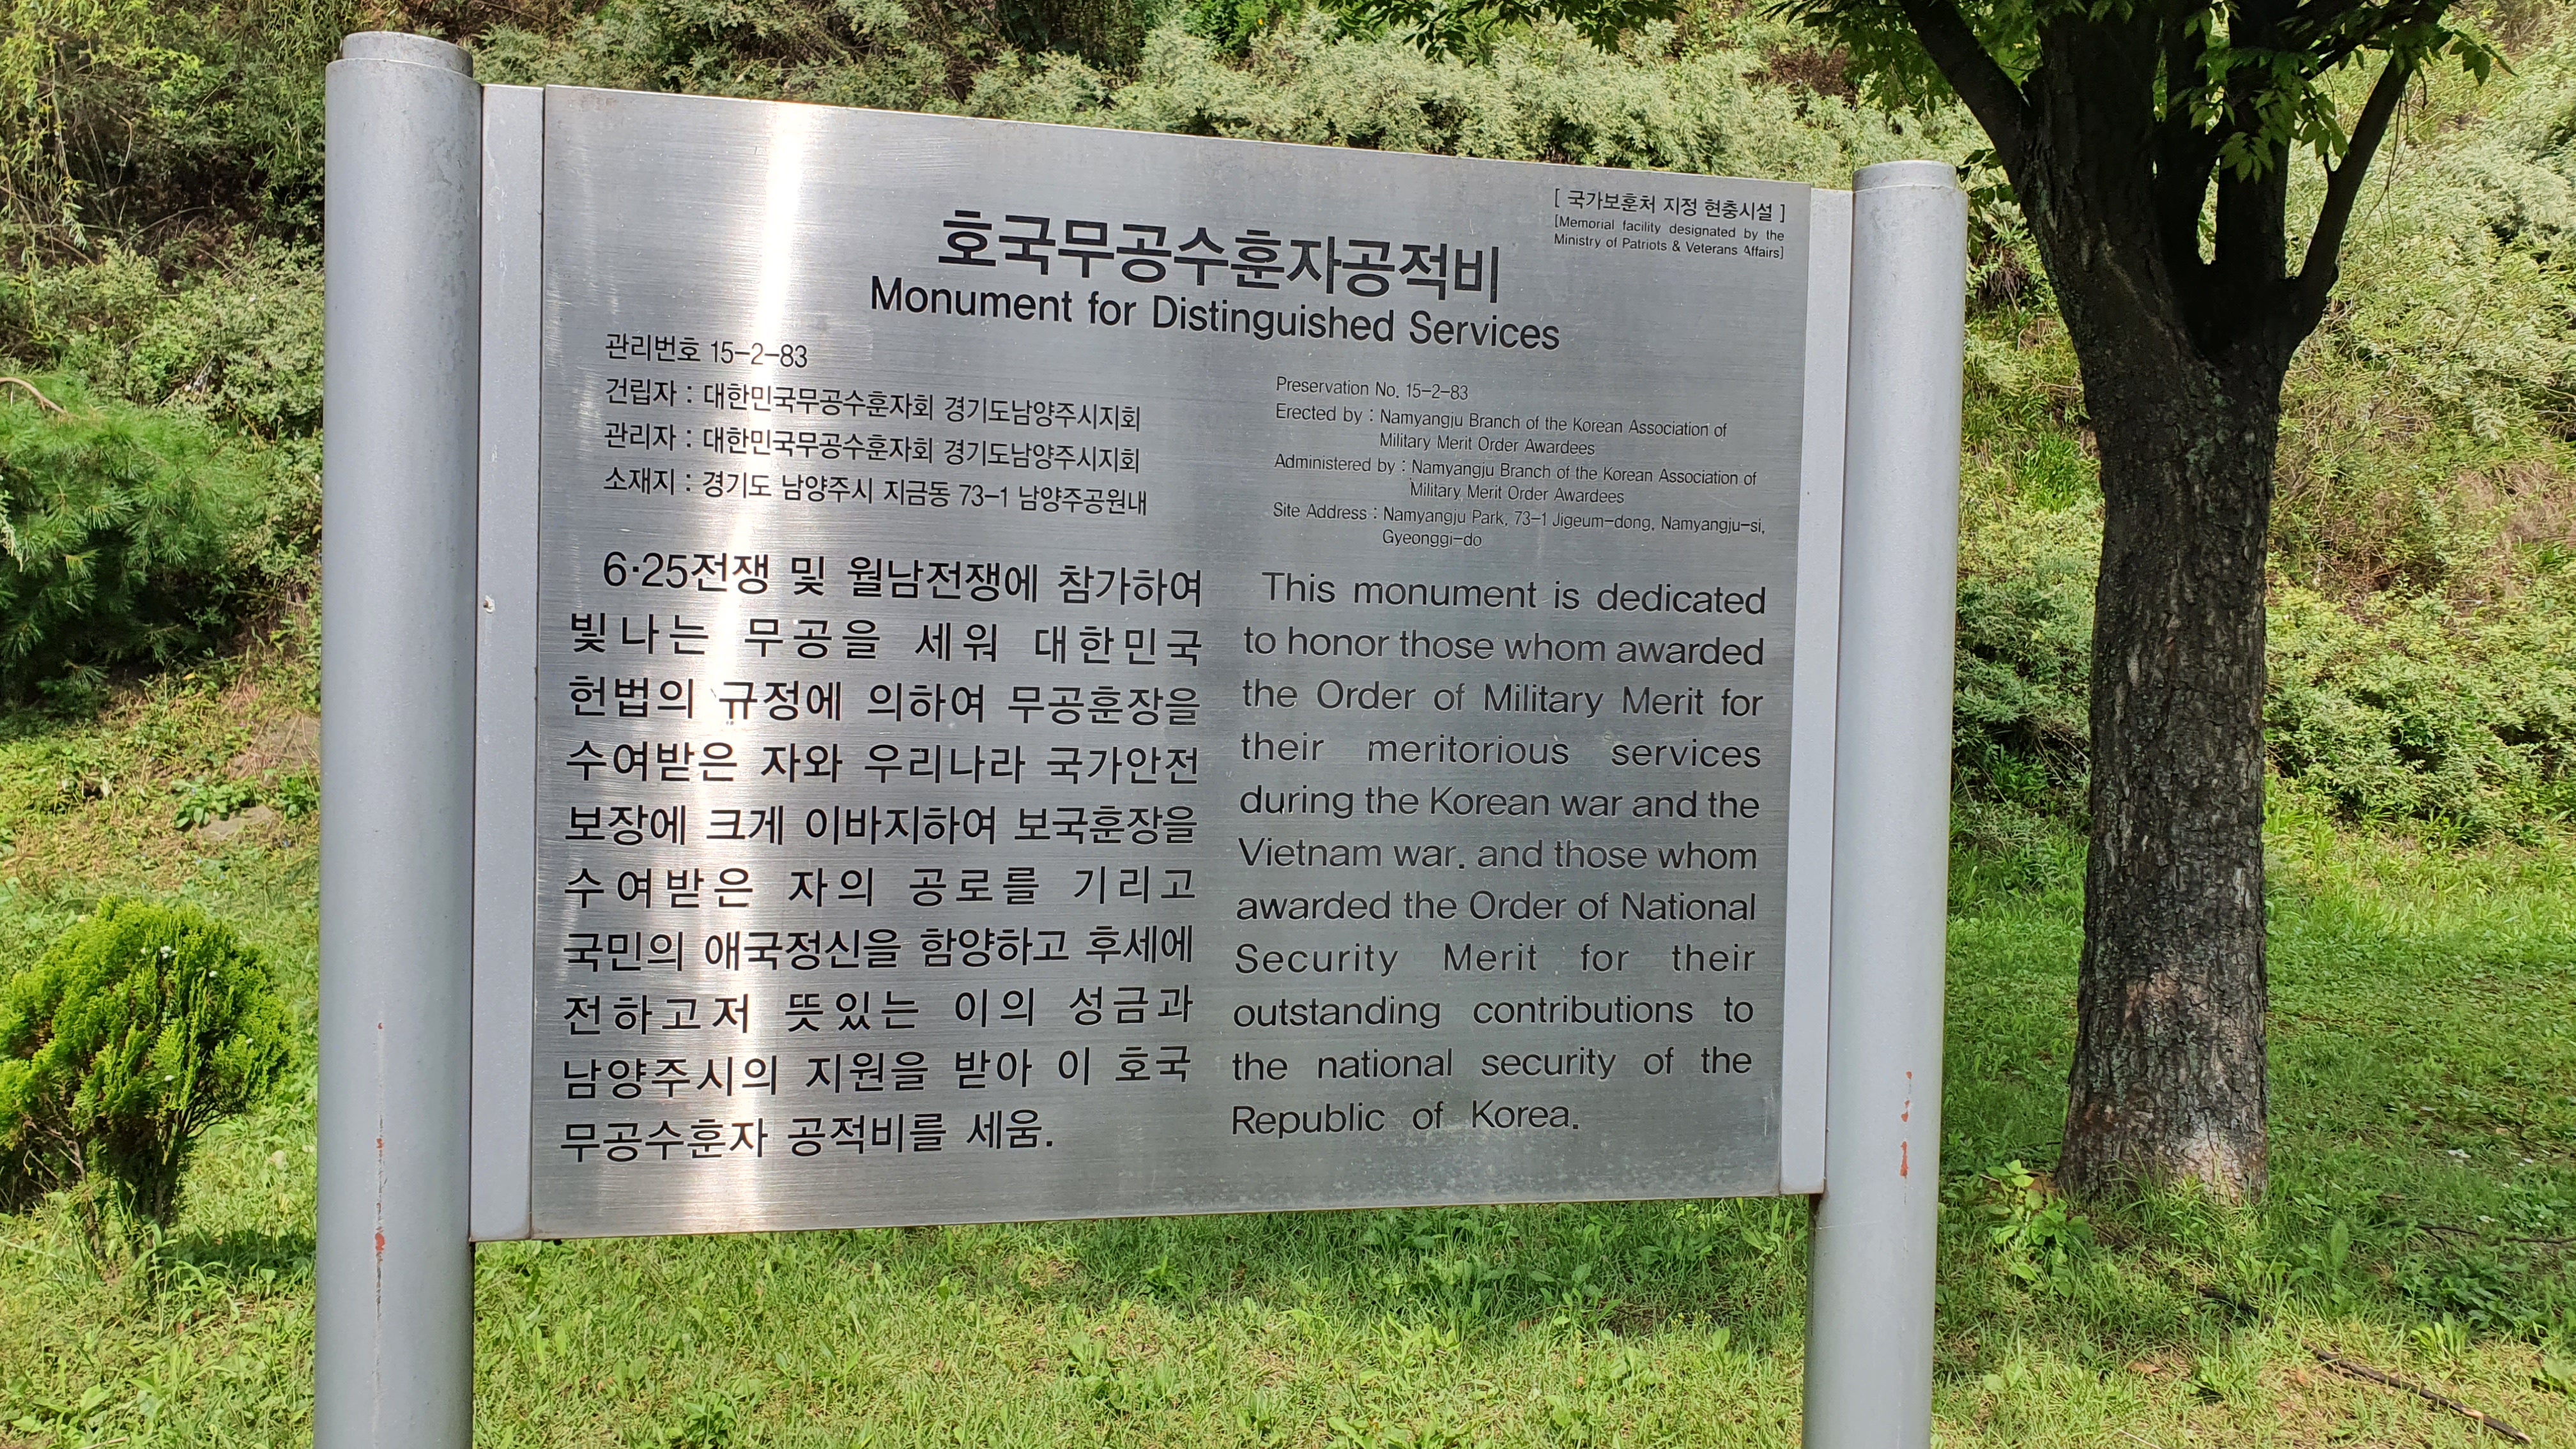 [ 국가보훈처 지정 현충시설 ]
[Memorial facility designated by the
Ministry of Patriots & Veterans Affairs]
호국무공수훈자공적비
Monument for Distinguished Services
관리번호 15-2-83
건립자 : 대한민국무공수훈자회 경기도남양주시지회
관리자 : 대한민국무공수훈자회 경기도남양주시지회
소재지 : 경기도 남양주시 지금동 73-1 남양주공원내
6·25전쟁 및 월남전쟁에 참가하여
빛나는 무공을 세워 대한민국
헌법의 규정에 의하여 무공훈장을
수여받은 자와 우리나라 국가안전
보장에 크게 이바지하여 보국훈장을
수여받은 자의 공로를 기리고
국민의 애국정신을 함양하고 후세에
전하고저 뜻있는 이의 성금과
남양주시의 지원을 받아 이 호국
무공수훈자 공적비를 세움.
Preservation No. 15-2-83
Erected by : Namyangju Branch of the Korean Association of
Military Merit Order Awardees
Administered by : Namyangju Branch of the Korean Association of
Military Merit Order Awardees
Site Address : Namyangju Park, 73-1 Jigeum-dong, Namyangju-si,
Gyeonggi-do
This monument is dedicated
to honor those whom awarded
the Order of Military Merit for
their meritorious services
during the Korean war and the
Vietnam war. and those whom
awarded the Order of National
Security Merit for their
outstanding contributions to
the national security of the
Republic of Korea.